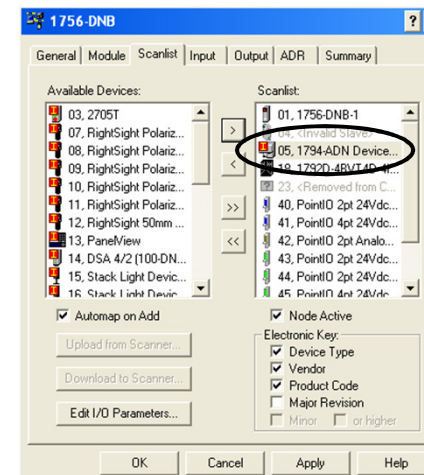 1756-DNB
?
General Module Scanlist Input Output ADR Summary
Available Devices:
03, 2705T
07, RightSight Polariz...
08, RightSight Polariz...
09, RightSight Polariz...
10, RightSight Polariz...
11, RightSight Polariz...
12, RightSight 50mm ...
13, PanelView
14, DSA 4/2 (100-DN...
15, Stack Light Devic...
16, Stack Light Devic...
>
<
>>
<<
Scanlist:
01, 1756-DNB-1
04, <Invalid Slave>
05, 1794-ADN Device...
18, 1792D-4BVT4D 4I...
23, <Removed from C...
40, PointIO 2pt 24Vdc...
41, PointIO 4pt 24Vdc...
42, PointIO 2pt Analo...
43, PointIO 2pt 24Vdc...
44, PointIO 2pt 24Vdc...
45, PointIO 4pt 24Vdc...
Automap on Add
Upload from Scanner...
Download to Scanner...
Edit I/O Parameters...
Node Active
Electronic Key:
Device Type
Vendor
Product Code
Major Revision
Minor or higher
OK Cancel Apply Help